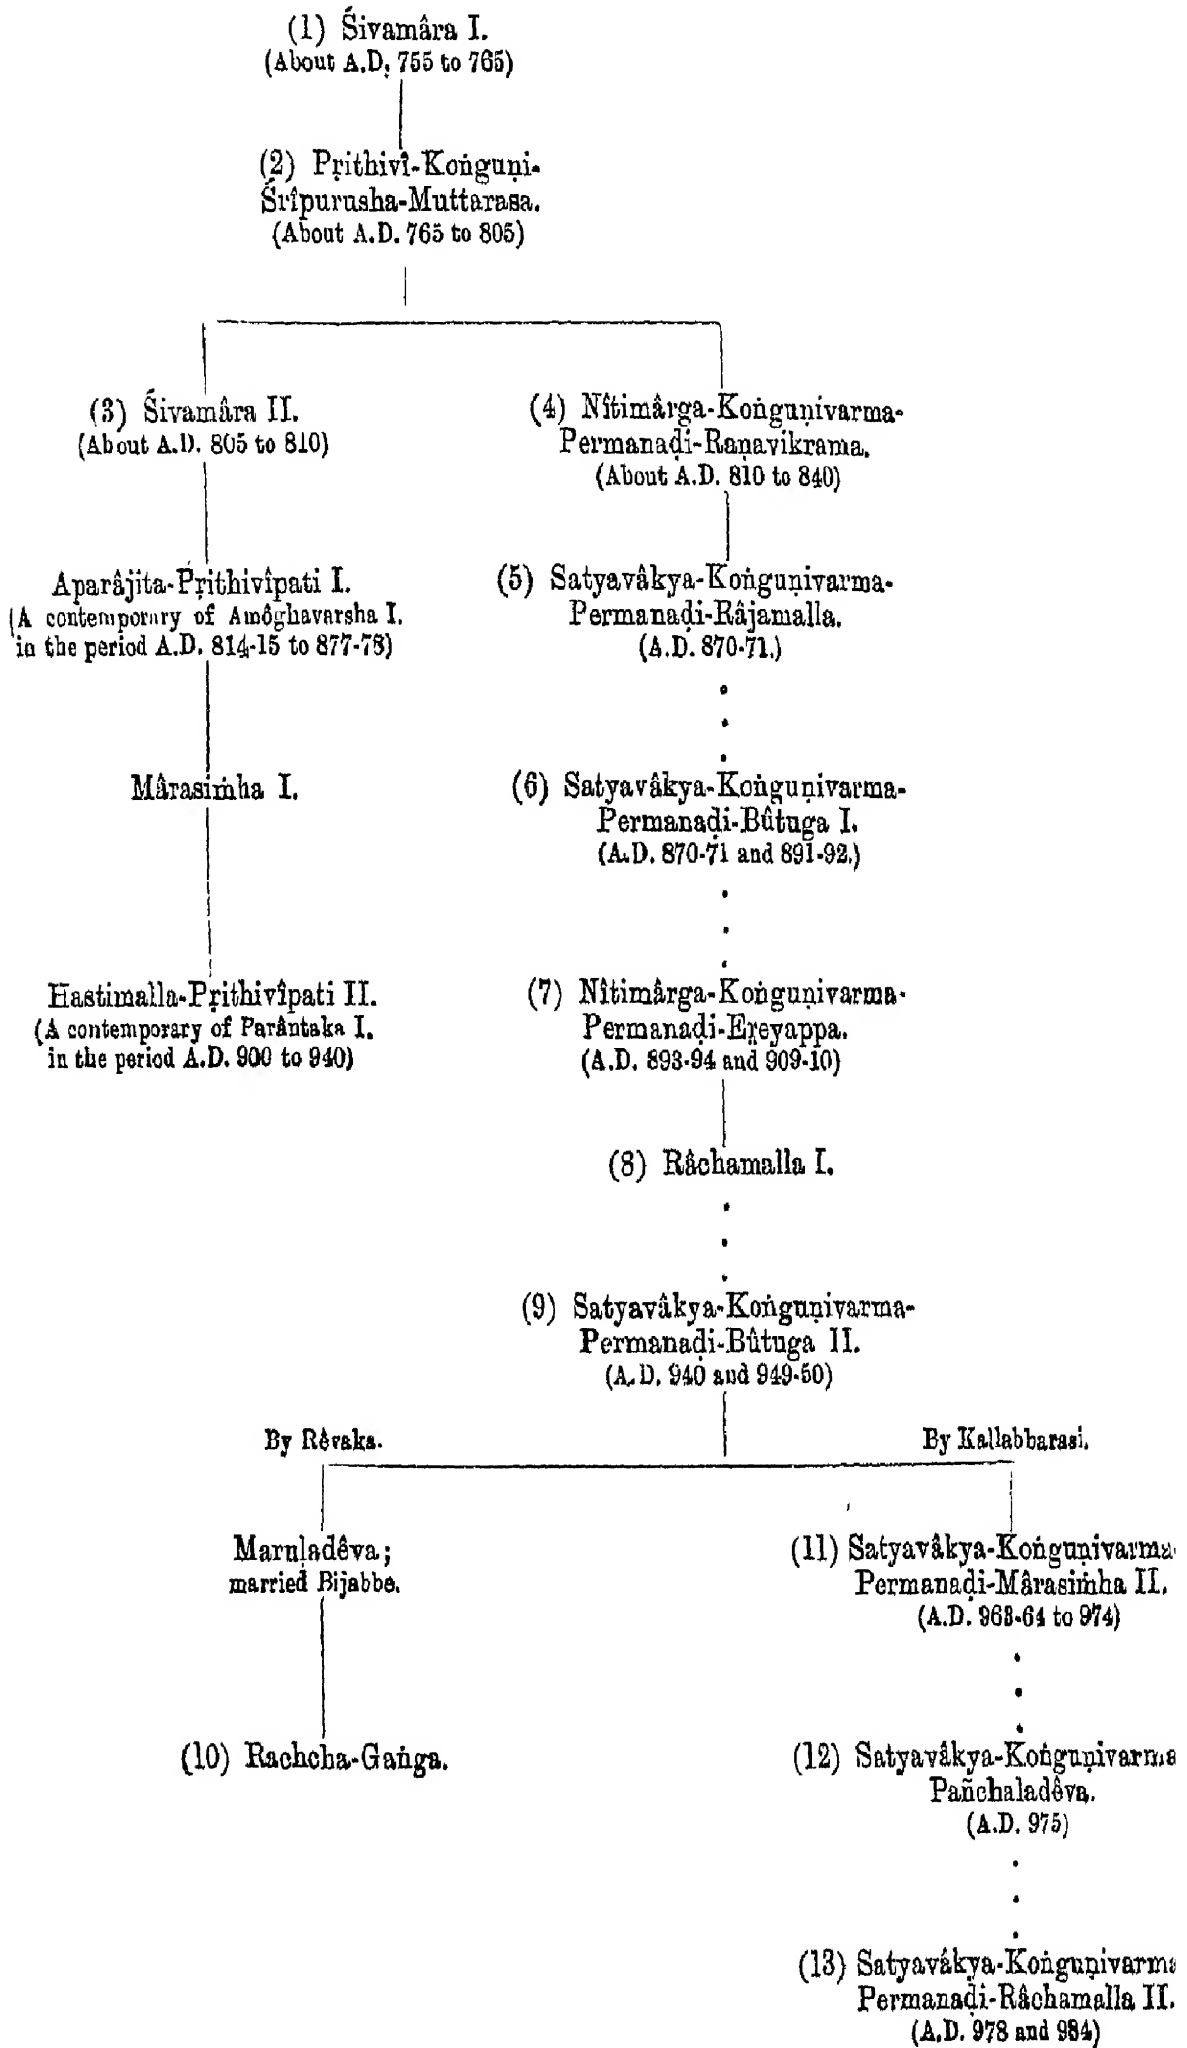 (1) Śivamâra I.
(About A.D. 755 to 765)
(2) Pṛithivî-Koṅguṇi-
Śrîpurusha-Muttarasa.
(About A.D. 765 to 805)
(3) Śivamâra II.
(About A.D. 805 to 810)
(4) Nîtimârga-Koṅguṇivarma-
Permanaḍi-Raṇavikrama.
(About A.D. 810 to 840)
Aparâjita-Pṛithivîpati I.
(A contemporary of Amôghavarsha I.
in the period A.D. 814-15 to 877-78)
(5) Satyavâkya-Koṅguṇivarma-
Permanaḍi-Râjamalla.
(A.D. 870-71.)
Mârasiṁha I.
(6) Satyavâkya-Koṅguṇivarma-
Permanaḍi-Bûtuga I.
(A.D. 870-71 and 891-92.)
Hastimalla-Pṛithivîpati II.
(A contemporary of Parântaka I.
in the period A.D. 900 to 940)
(7) Nîtimârga-Koṅguṇivarma-
Permanaḍi-Eṟeyappa.
(A.D. 893-94 and 909-10)
(8) Râchamalla I.
(9) Satyavâkya-Koṅguṇivarma-
Permanaḍi-Bûtuga II.
(A.D. 940 and 949-50)
By Rêvaka.
By Kallabbarasi.
Maruḷadêva;
married Bijabbe.
(11) Satyavâkya-Koṅguṇivarma
Permanaḍi-Mârasiṁha II.
(A.D. 963-64 to 974)
(10) Rachcha-Gaṅga.
(12) Satyavâkya-Koṅguṇivarma
Pañchaladêva.
(A.D. 975)
(13) Satyavâkya-Koṅguṇivarma
Permanaḍi-Râchamalla II.
(A.D. 978 and 984)